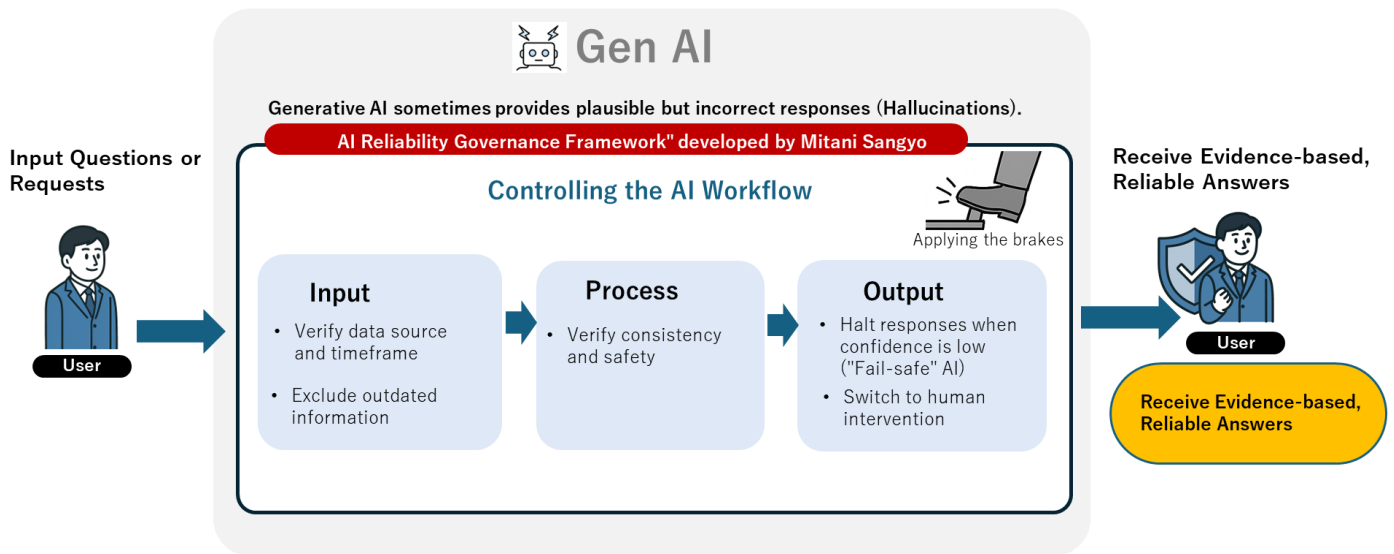 Gen AI
Generative AI sometimes provides plausible but incorrect responses (Hallucinations).
AI Reliability Governance Framework" developed by Mitani Sangyo
Input Questions or
Requests
User
Controlling the AI Workflow
Applying the brakes
Input
• Verify data source
and timeframe
• Exclude outdated
information
Process
• Verify consistency
and safety
Output
• Halt responses when
confidence is low
("Fail-safe" AI)
• Switch to human
intervention
Receive Evidence-based,
Reliable Answers
User
Receive Evidence-based,
Reliable Answers